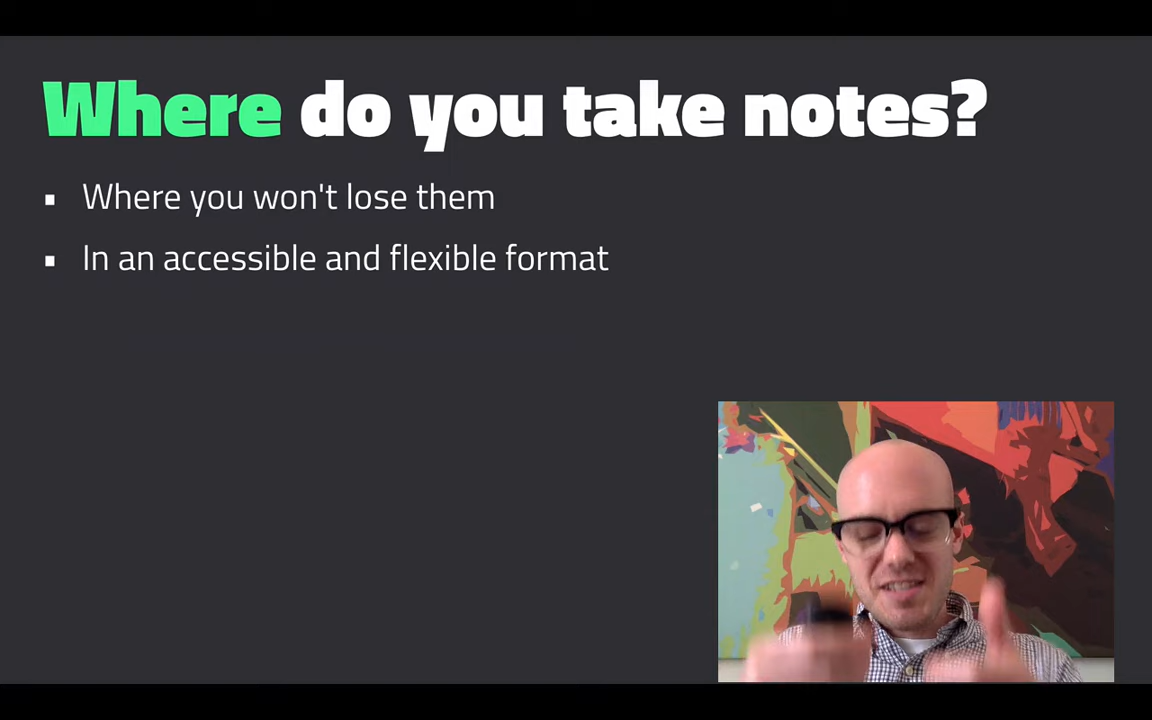 Where do you take notes?
Where you won't lose them
In an accessible and flexible format